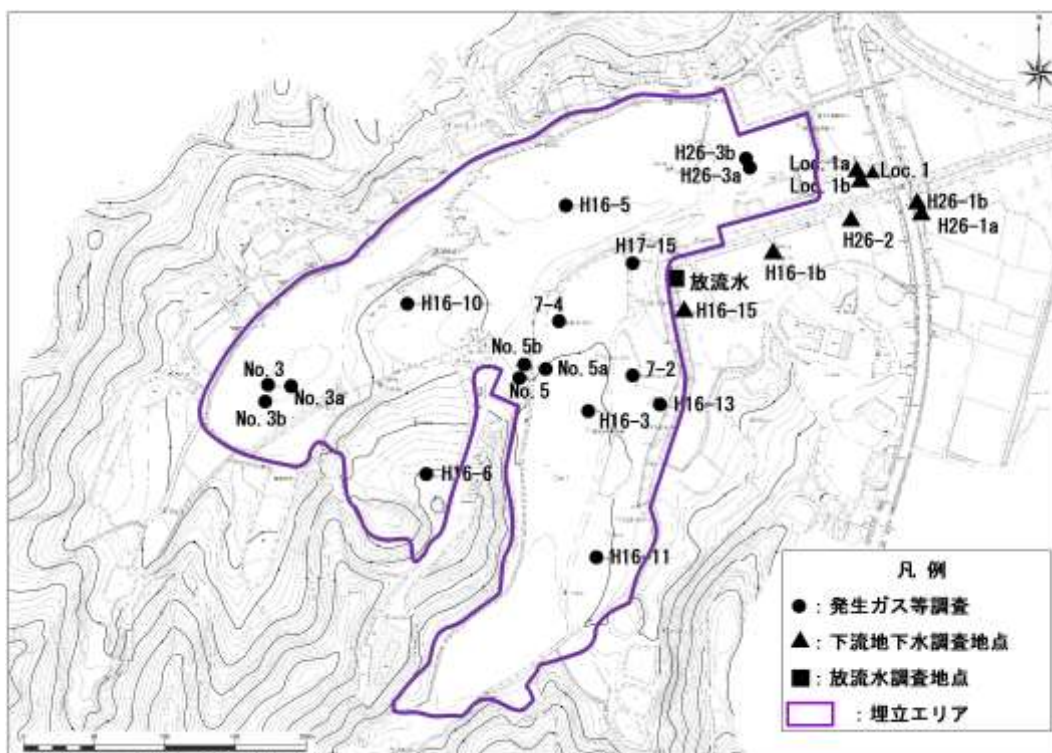 H26-3b
H26-3a
Loc. 1a
Loc. 1
Loc. 1b
H16-5
H26-1b
H26-1a
H26-2
H17-15
H16-1b
放流水
H16-10
H16-15
7-4
No. 5b
No. 5a
No. 5
7-2
No. 3
No. 3a
No. 3b
H16-13
H16-3
H16-6
H16-11
凡 例
●：発生ガス等調査
▲：下流地下水調査地点
■：放流水調査地点
：埋立エリア